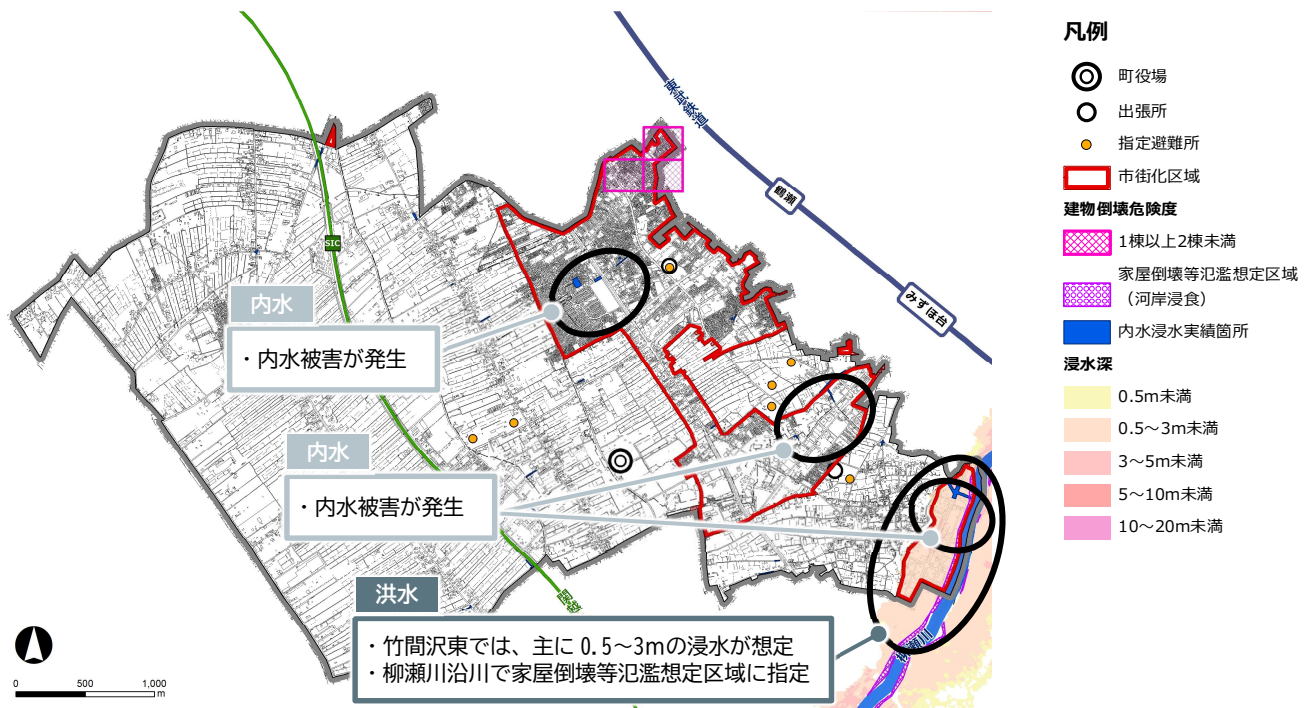 東武鉄道
鶴瀬
みずほ台
SIC
内水
・内水被害が発生
内水
・内水被害が発生
洪水
・竹間沢東では、主に0.5～3mの浸水が想定
・柳瀬川沿川で家屋倒壊等氾濫想定区域に指定
柳瀬川
0 500 1,000
m
凡例
町役場
出張所
指定避難所
市街化区域
建物倒壊危険度
1棟以上2棟未満
家屋倒壊等氾濫想定区域
（河岸浸食）
内水浸水実績箇所
浸水深
0.5m未満
0.5～3m未満
3～5m未満
5～10m未満
10～20m未満